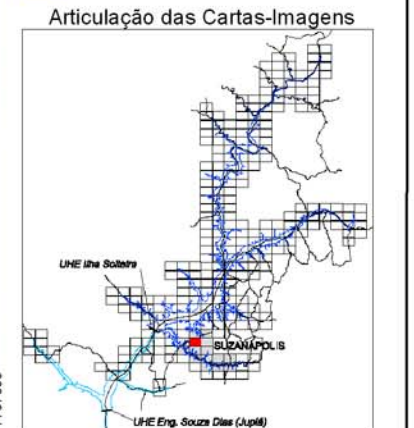 Articulação das Cartas-Imagens
UHE Ilha Solteira
SUZANÁPOLIS
UHE Eng. Souza Dias (Jupiá)